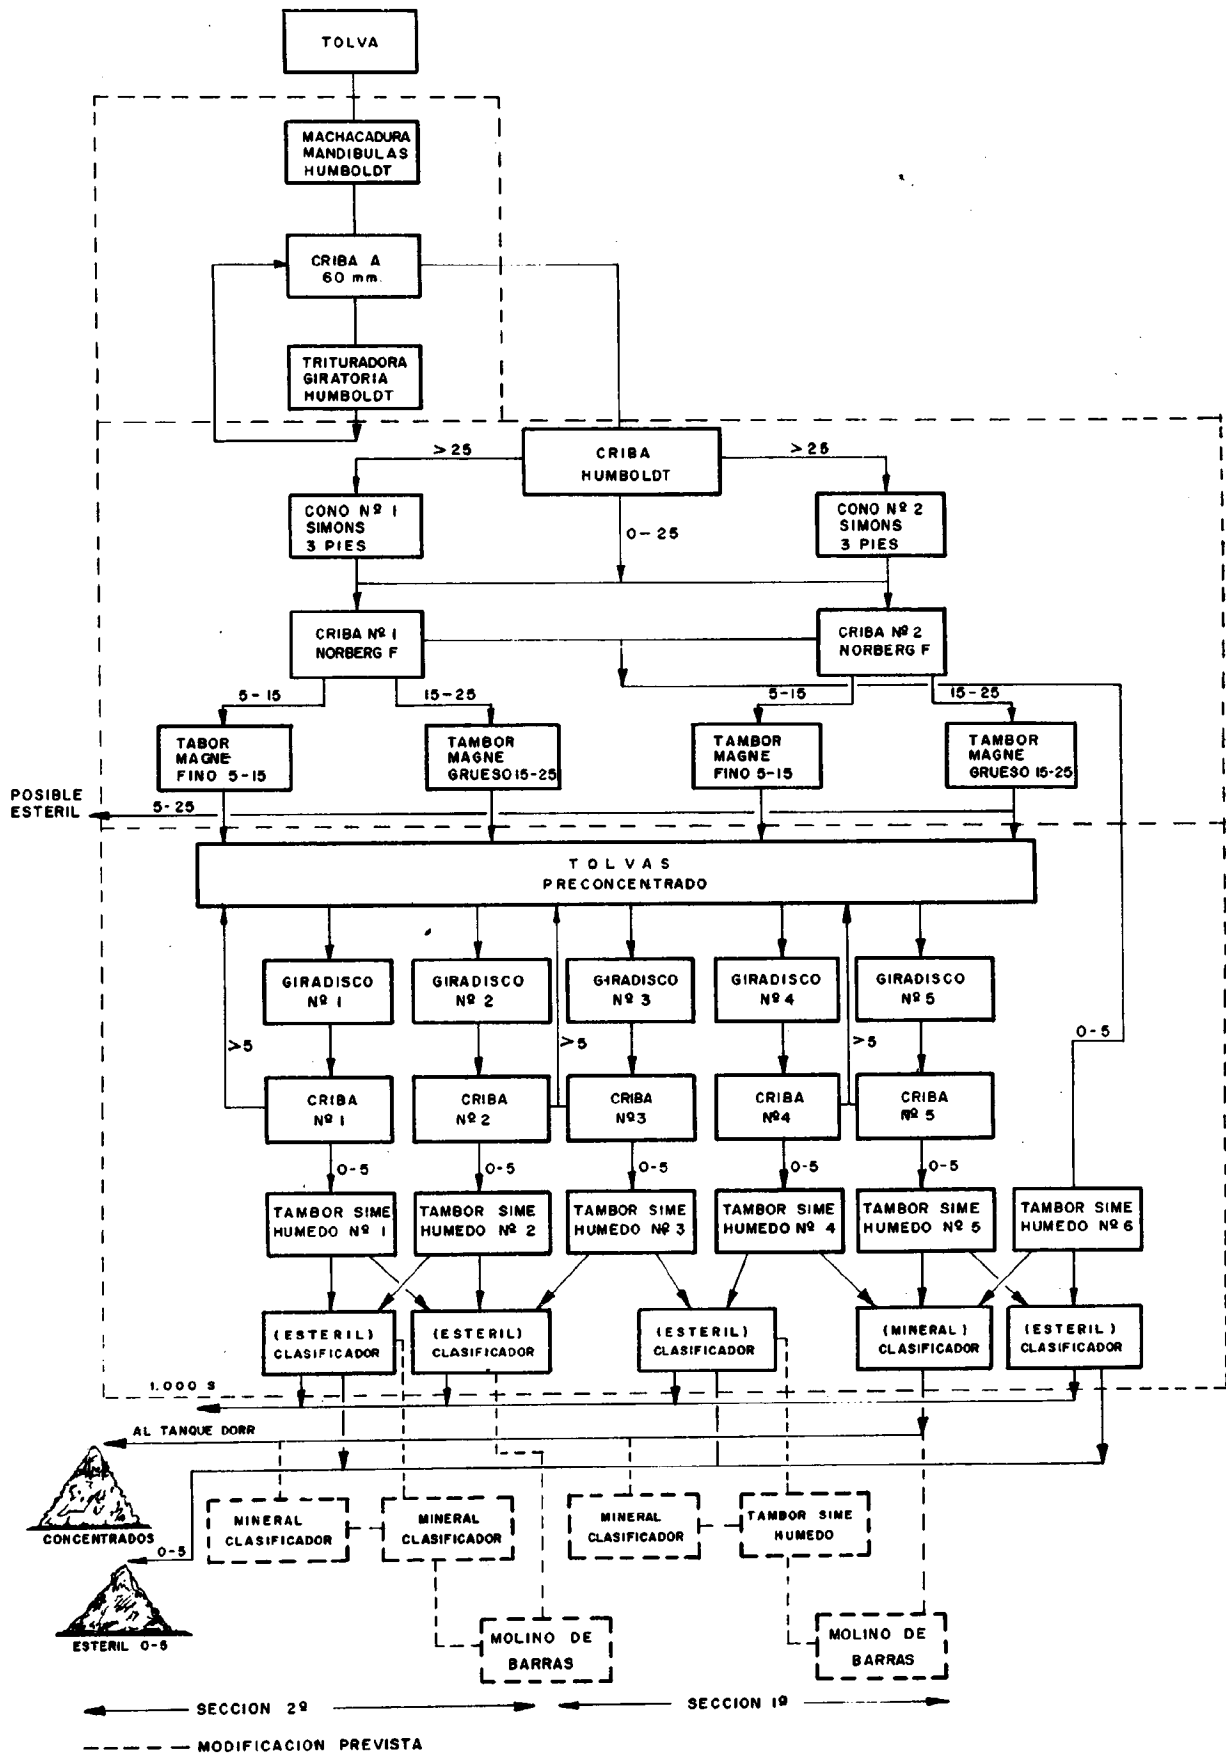 TOLVA
MACHACADURA
MANDIBULAS
HUMBOLDT
CRIBA A
60 mm.
TRITURADORA
GIRATORIA
HUMBOLDT
>25
CRIBA
HUMBOLDT
>25
CONO Nº 1
SIMONS
3 PIES
0-25
CONO Nº 2
SIMONS
3 PIES
CRIBA Nº 1
NORBERG F
CRIBA Nº 2
NORBERG F
5-15
15-25
5-15
15-25
TABOR
MAGNE
FINO 5-15
TAMBOR
MAGNE
GRUESO 15-25
TAMBOR
MAGNE
FINO 5-15
TAMBOR
MAGNE
GRUESO 15-25
POSIBLE
ESTERIL
5-25
TOLVAS
PRECONCENTRADO
GIRADISCO
Nº 1
GIRADISCO
Nº 2
GIRADISCO
Nº 3
GIRADISCO
Nº 4
GIRADISCO
Nº 5
>5
>5
>5
0-5
CRIBA
Nº 1
CRIBA
Nº 2
CRIBA
Nº 3
CRIBA
Nº 4
CRIBA
Nº 5
0-5
0-5
0-5
0-5
0-5
TAMBOR SIME
HUMEDO Nº 1
TAMBOR SIME
HUMEDO Nº 2
TAMBOR SIME
HUMEDO Nº 3
TAMBOR SIME
HUMEDO Nº 4
TAMBOR SIME
HUMEDO Nº 5
TAMBOR SIME
HUMEDO Nº 6
(ESTERIL)
CLASIFICADOR
(ESTERIL)
CLASIFICADOR
(ESTERIL)
CLASIFICADOR
(MINERAL)
CLASIFICADOR
(ESTERIL)
CLASIFICADOR
1.000 S
AL TANQUE DORR
CONCENTRADOS
MINERAL
CLASIFICADOR
MINERAL
CLASIFICADOR
MINERAL
CLASIFICADOR
TAMBOR SIME
HUMEDO
0-5
ESTERIL 0-5
MOLINO DE
BARRAS
MOLINO DE
BARRAS
SECCION 2º
SECCION 1º
MODIFICACION PREVISTA